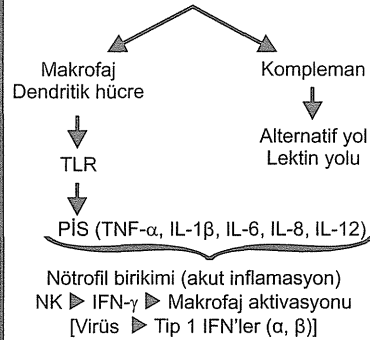 Makrofaj
Dendritik hücre
Kompleman
TLR
Alternatif yol
Lektin yolu
PİS (TNF-α, IL-1β, IL-6, IL-8, IL-12)
Nötrofil birikimi (akut inflamasyon)
NK ▶ IFN-γ ▶ Makrofaj aktivasyonu
[Virüs ▶ Tip 1 IFN'ler (α, β)]